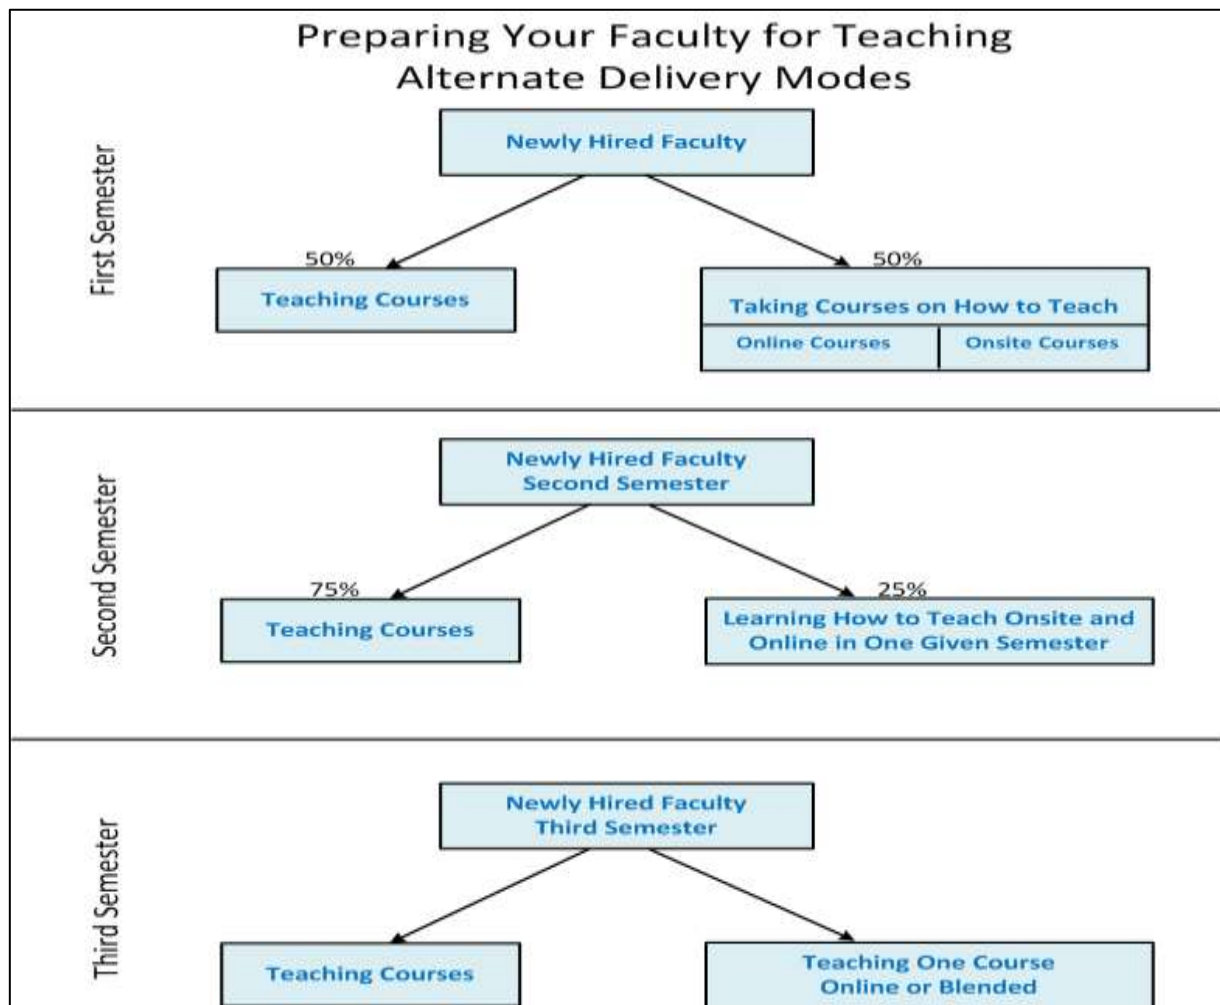 Preparing Your Faculty for Teaching
Alternate Delivery Modes
First Semester
Newly Hired Faculty
50%
50%
Teaching Courses
Taking Courses on How to Teach
Online Courses
Onsite Courses
Second Semester
Newly Hired Faculty
Second Semester
75%
25%
Teaching Courses
Learning How to Teach Onsite and
Online in One Given Semester
Third Semester
Newly Hired Faculty
Third Semester
Teaching Courses
Teaching One Course
Online or Blended